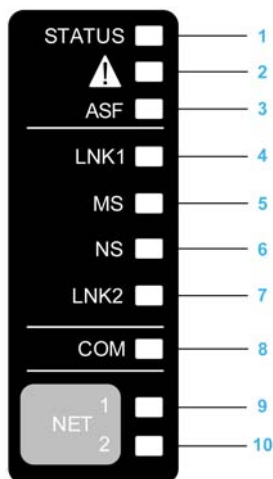 STATUS 1
2
ASF 3
LNK1 4
MS 5
NS 6
LNK2 7
COM 8
NET 1 9
2 10